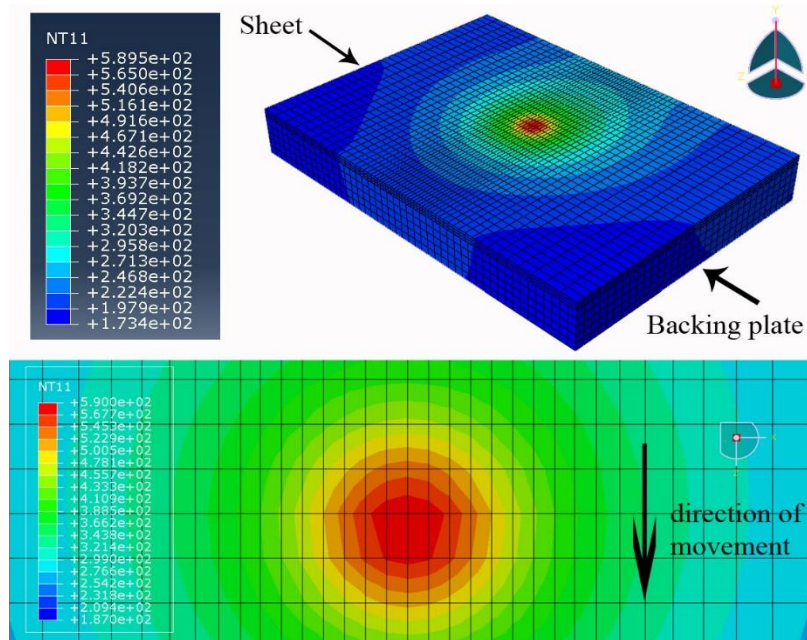 NT11
+5.895e+02
+5.650e+02
+5.406e+02
+5.161e+02
+4.916e+02
+4.671e+02
+4.426e+02
+4.182e+02
+3.937e+02
+3.692e+02
+3.447e+02
+3.203e+02
+2.958e+02
+2.713e+02
+2.468e+02
+2.224e+02
+1.979e+02
+1.734e+02
Sheet
Y
Z
Backing plate
NT11
+5.900e+02
+5.677e+02
+5.453e+02
+5.229e+02
+5.005e+02
+4.781e+02
+4.557e+02
+4.333e+02
+4.109e+02
+3.885e+02
+3.662e+02
+3.438e+02
+3.214e+02
+2.990e+02
+2.766e+02
+2.542e+02
+2.318e+02
+2.094e+02
+1.870e+02
X
Z
direction of
movement